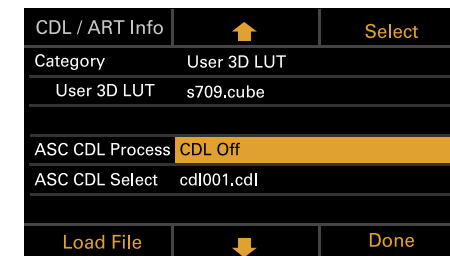 CDL / ART Info Select
Category User 3D LUT
User 3D LUT s709.cube
ASC CDL Process CDL Off
ASC CDL Select cdl001.cdl
Load File Done